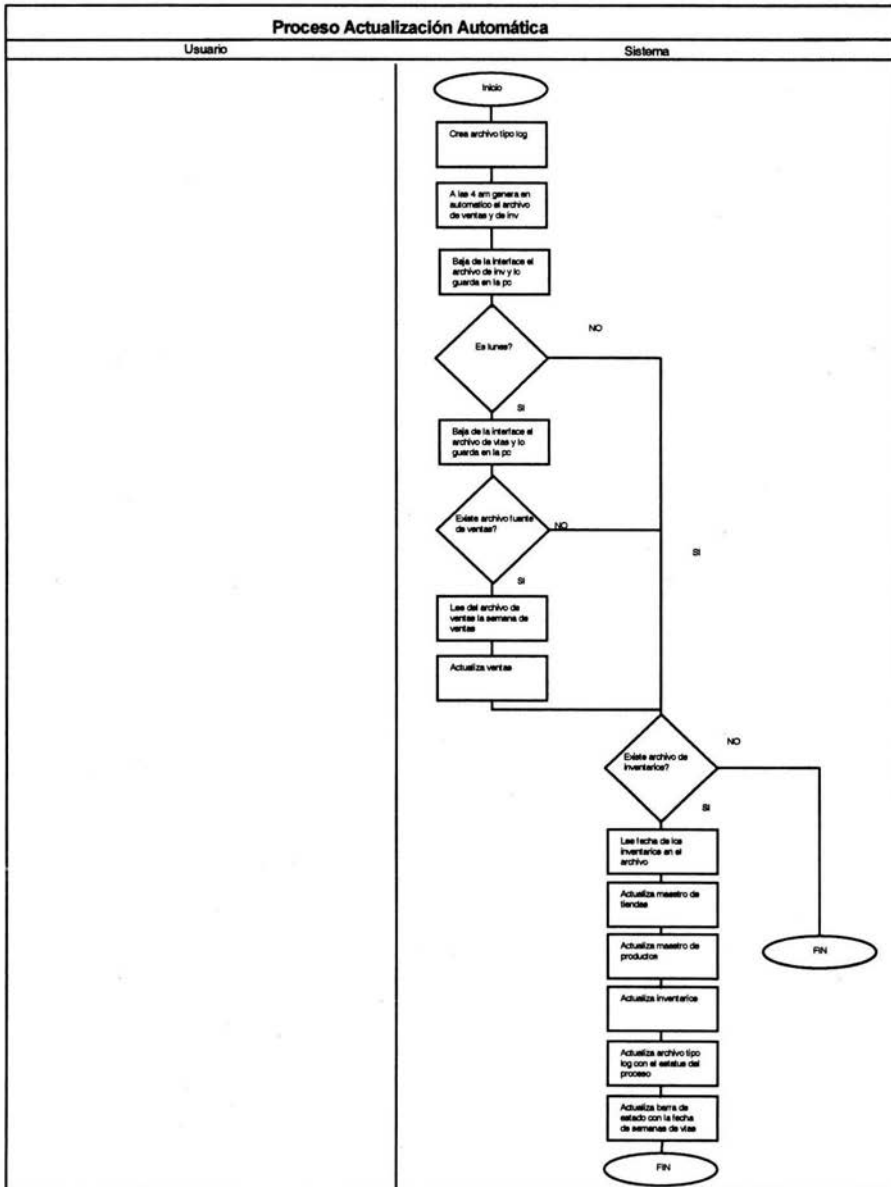 Proceso Actualización Automática
Usuario
Sistema
Inicio
Crea archivo tipo log
A las 4 am genera en
automatico el archivo
de ventas y de inv
Baja de la interface el
archivo de inv y lo
guarda en la pc
Es lunes?
NO
SI
Baja de la interface el
archivo de vtas y lo
guarda en la pc
Existe archivo fuente
de ventas?
NO
SI
SI
Lee del archivo de
ventas la semana de
ventas
Actualiza ventas
Existe archivo de
inventarios?
NO
SI
Lee fecha de los
inventarios en el
archivo
Actualiza maestro de
tiendas
Actualiza maestro de
productos
FIN
Actualiza inventarios
Actualiza archivo tipo
log con el estatus del
proceso
Actualiza barra de
estado con la fecha
de semanas de vtas
FIN